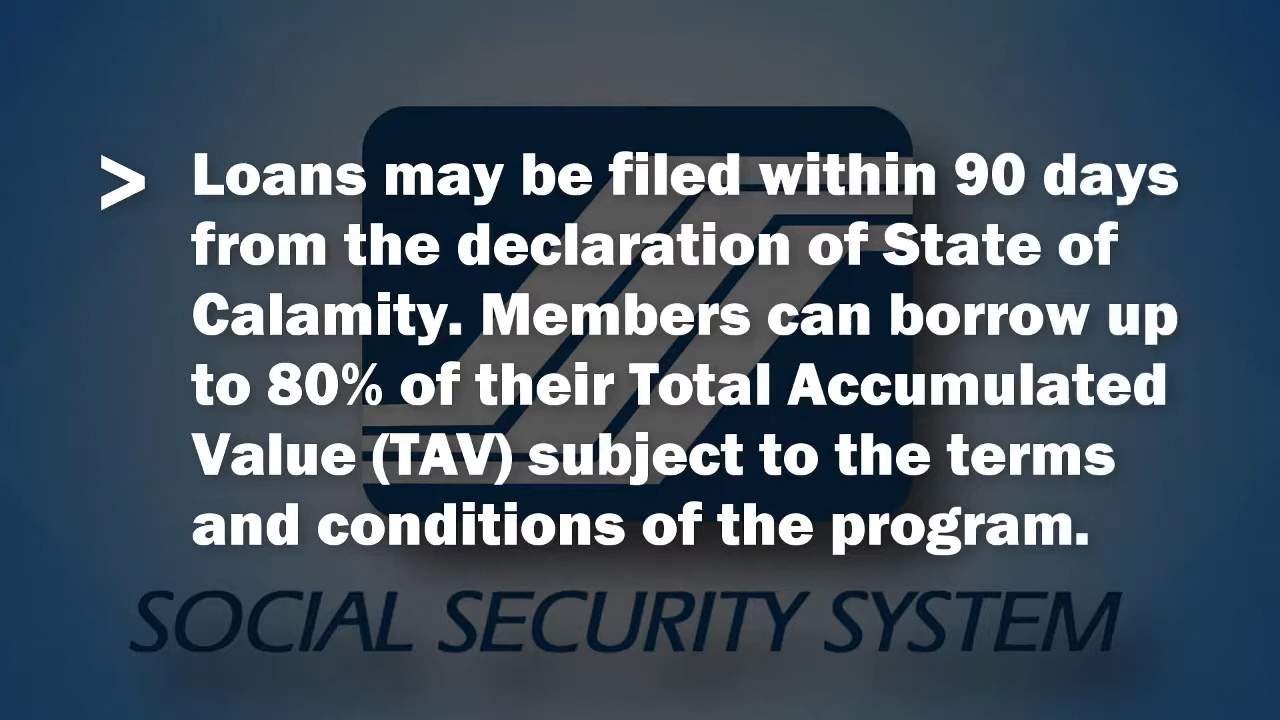 > Loans may be filed within 90 days
from the declaration of State of
Calamity. Members can borrow up
to 80% of their Total Accumulated
Value (TAV) subject to the terms
and conditions of the program.
SOCIAL SECURITY SYSTEM